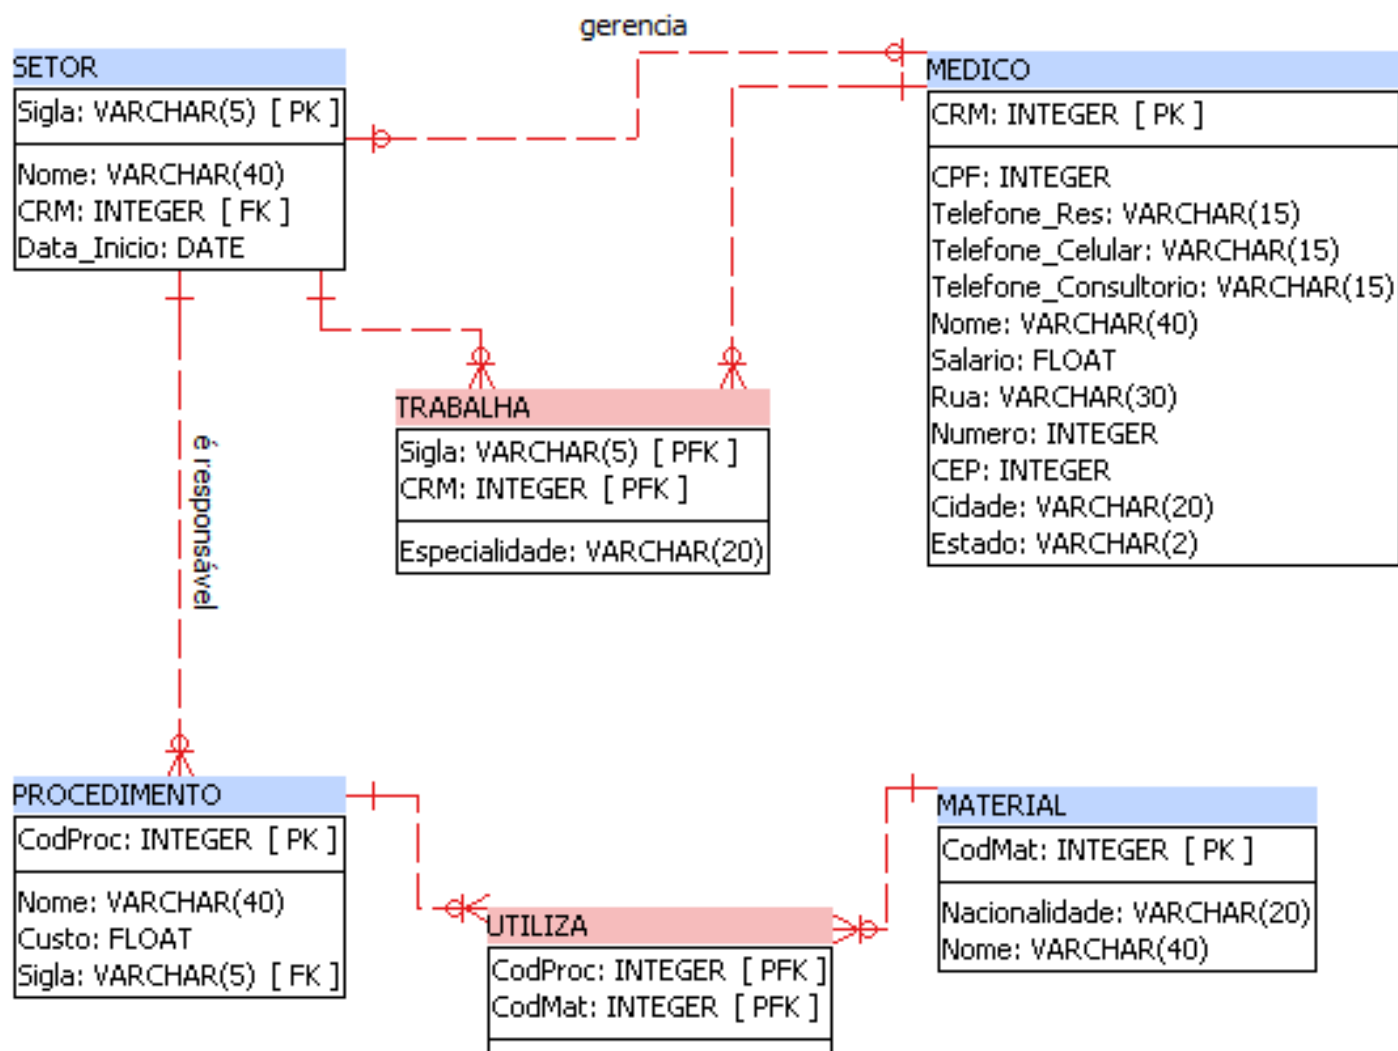 gerencia
SETOR
Sigla: VARCHAR(5) [ PK ]
Nome: VARCHAR(40)
CRM: INTEGER [ FK ]
Data_Inicio: DATE
MEDICO
CRM: INTEGER [ PK ]
CPF: INTEGER
Telefone_Res: VARCHAR(15)
Telefone_Celular: VARCHAR(15)
Telefone_Consultorio: VARCHAR(15)
Nome: VARCHAR(40)
Salario: FLOAT
Rua: VARCHAR(30)
Numero: INTEGER
CEP: INTEGER
Cidade: VARCHAR(20)
Estado: VARCHAR(2)
TRABALHA
Sigla: VARCHAR(5) [ PFK ]
CRM: INTEGER [ PFK ]
Especialidade: VARCHAR(20)
é responsável
PROCEDIMENTO
CodProc: INTEGER [ PK ]
Nome: VARCHAR(40)
Custo: FLOAT
Sigla: VARCHAR(5) [ FK ]
UTILIZA
CodProc: INTEGER [ PFK ]
CodMat: INTEGER [ PFK ]
MATERIAL
CodMat: INTEGER [ PK ]
Nacionalidade: VARCHAR(20)
Nome: VARCHAR(40)